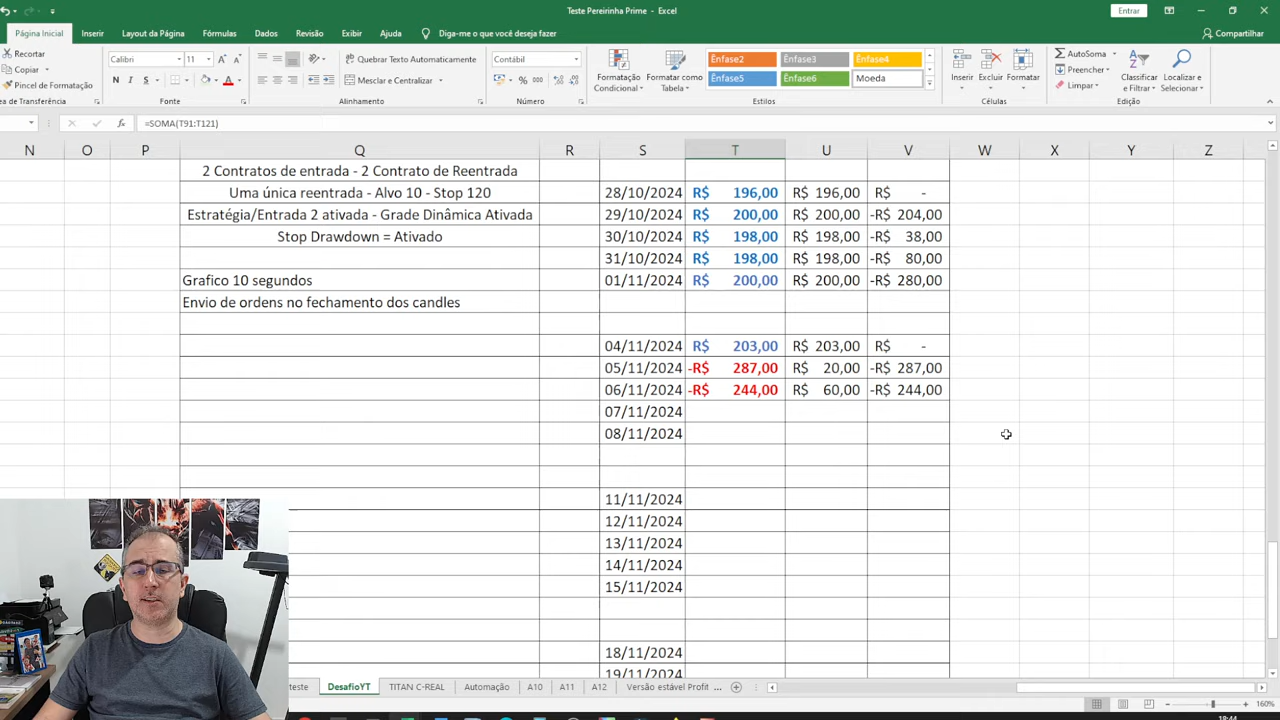 Teste Pereirinha Prime - Excel
Entrar
Página Inicial Inserir Layout da Página Fórmulas Dados Revisão Exibir Ajuda Diga-me o que você deseja fazer Compartilhar
Recortar
Copiar
Pincel de Formatação
Calibri 11
N I S
Quebrar Texto Automaticamente
Mesclar e Centralizar
Contábil
% 000
Formatação Condicional
Formatar como Tabela
Ênfase2 Ênfase3 Ênfase4
Ênfase5 Ênfase6 Moeda
Inserir Excluir Formatar
AutoSoma
Preencher
Limpar
Classificar e Filtrar
Localizar e Selecionar
a de Transferência Fonte Alinhamento Número Estilos Células Edição
fx =SOMA(T91:T121)
N O P Q R S T U V W X Y Z
2 Contratos de entrada - 2 Contrato de Reentrada
Uma única reentrada - Alvo 10 - Stop 120 28/10/2024 R$ 196,00 R$ 196,00 R$ -
Estratégia/Entrada 2 ativada - Grade Dinâmica Ativada 29/10/2024 R$ 200,00 R$ 200,00 -R$ 204,00
Stop Drawdown = Ativado 30/10/2024 R$ 198,00 R$ 198,00 -R$ 38,00
31/10/2024 R$ 198,00 R$ 198,00 -R$ 80,00
Grafico 10 segundos 01/11/2024 R$ 200,00 R$ 200,00 -R$ 280,00
Envio de ordens no fechamento dos candles
04/11/2024 R$ 203,00 R$ 203,00 R$ -
05/11/2024 -R$ 287,00 R$ 20,00 -R$ 287,00
06/11/2024 -R$ 244,00 R$ 60,00 -R$ 244,00
07/11/2024
08/11/2024
11/11/2024
12/11/2024
13/11/2024
14/11/2024
15/11/2024
18/11/2024
19/11/2024
teste DesafioYT TITAN C-REAL Automação A10 A11 A12 Versão estável Profit
160%
18:44